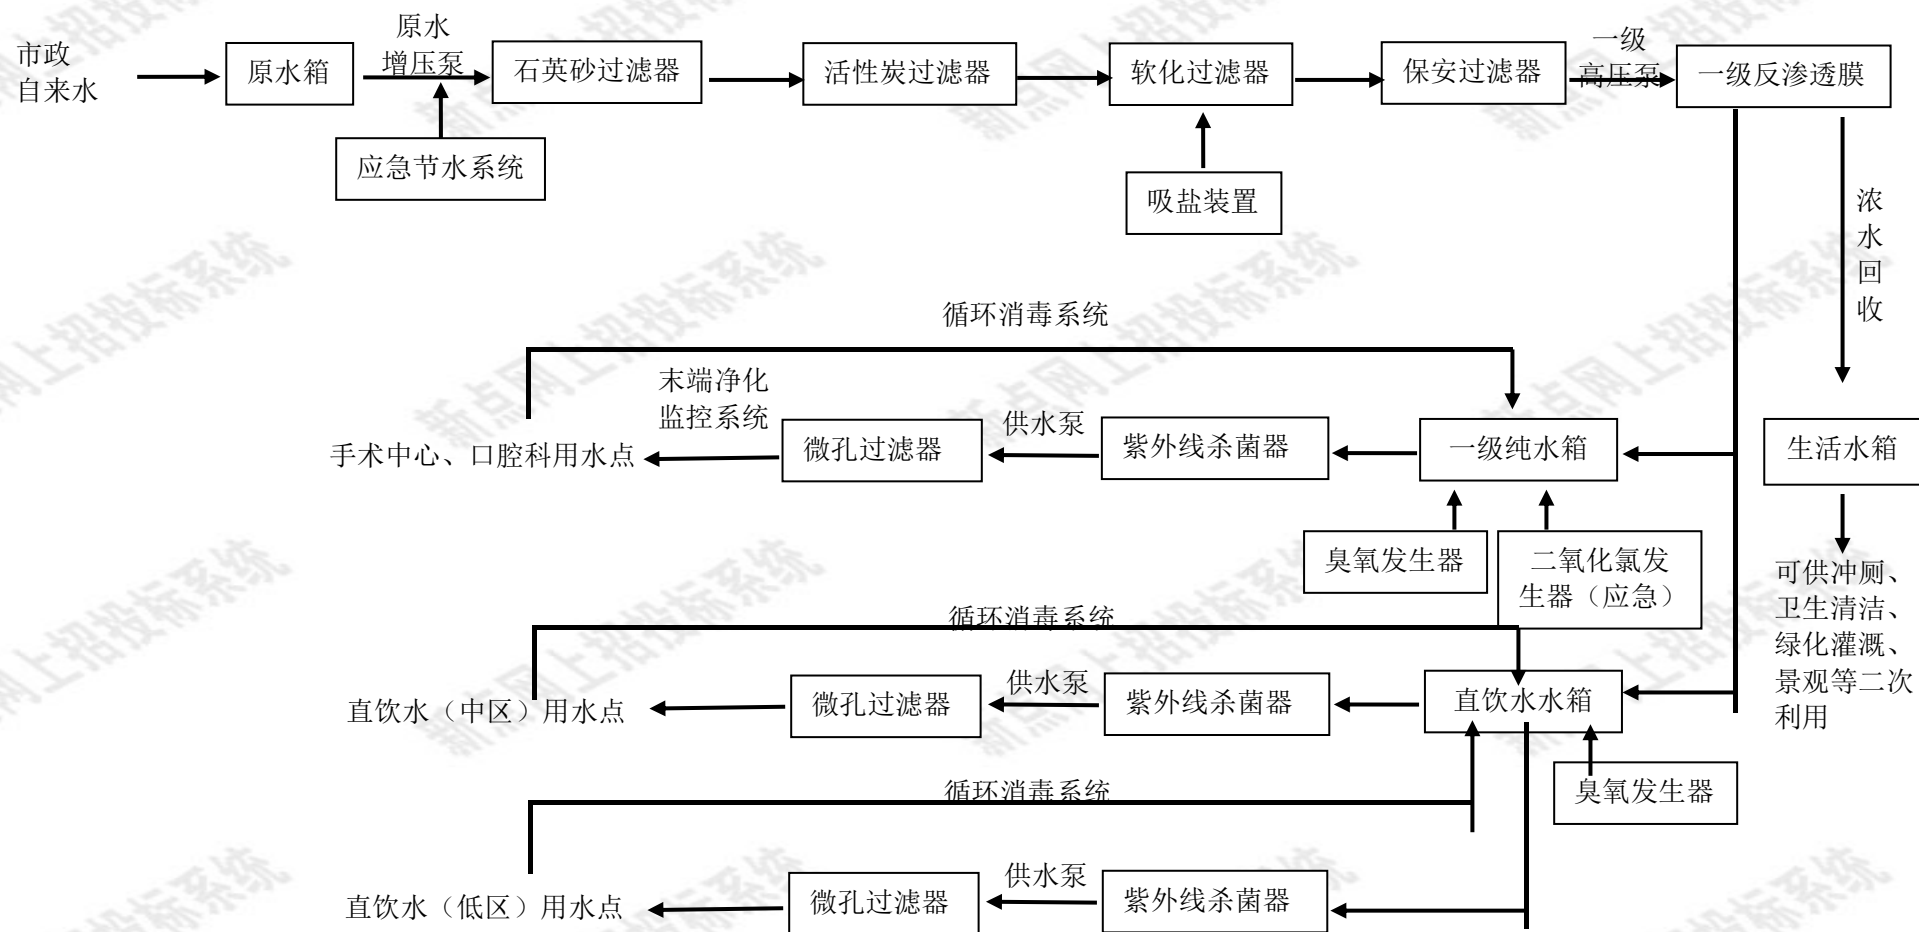 市政
自来水
原水箱
原水
增压泵
石英砂过滤器
活性炭过滤器
软化过滤器
保安过滤器
一级
高压泵
一级反渗透膜
应急节水系统
吸盐装置
浓
水
回
收
循环消毒系统
末端净化
监控系统
手术中心、口腔科用水点
微孔过滤器
供水泵
紫外线杀菌器
一级纯水箱
生活水箱
臭氧发生器
二氧化氯发
生器（应急）
可供冲厕、
卫生清洁、
绿化灌溉、
景观等二次
利用
循环消毒系统
直饮水（中区）用水点
微孔过滤器
供水泵
紫外线杀菌器
直饮水水箱
臭氧发生器
循环消毒系统
直饮水（低区）用水点
微孔过滤器
供水泵
紫外线杀菌器
新点网上招投标系统